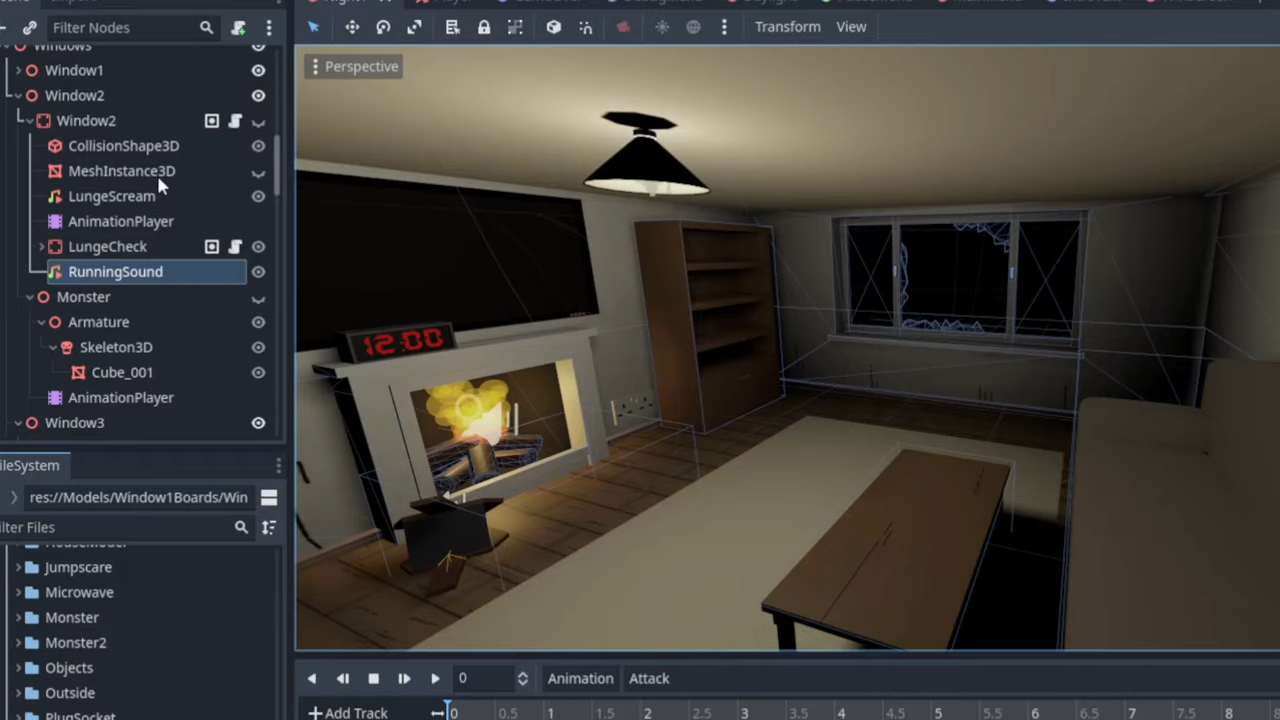 Filter Nodes
Transform
View
Windows
Window1
Window2
Window2
CollisionShape3D
MeshInstance3D
LungeScream
AnimationPlayer
LungeCheck
RunningSound
Monster
Armature
Skeleton3D
Cube_001
AnimationPlayer
Window3
Perspective
12:00
ileSystem
res://Models/Window1Boards/Win
ilter Files
Jumpscare
Microwave
Monster
Monster2
Objects
Outside
PlugSocket
0
Animation
Attack
Add Track
0 0.5 1 1.5 2 2.5 3 3.5 4 4.5 5 5.5 6 6.5 7 7.5 8